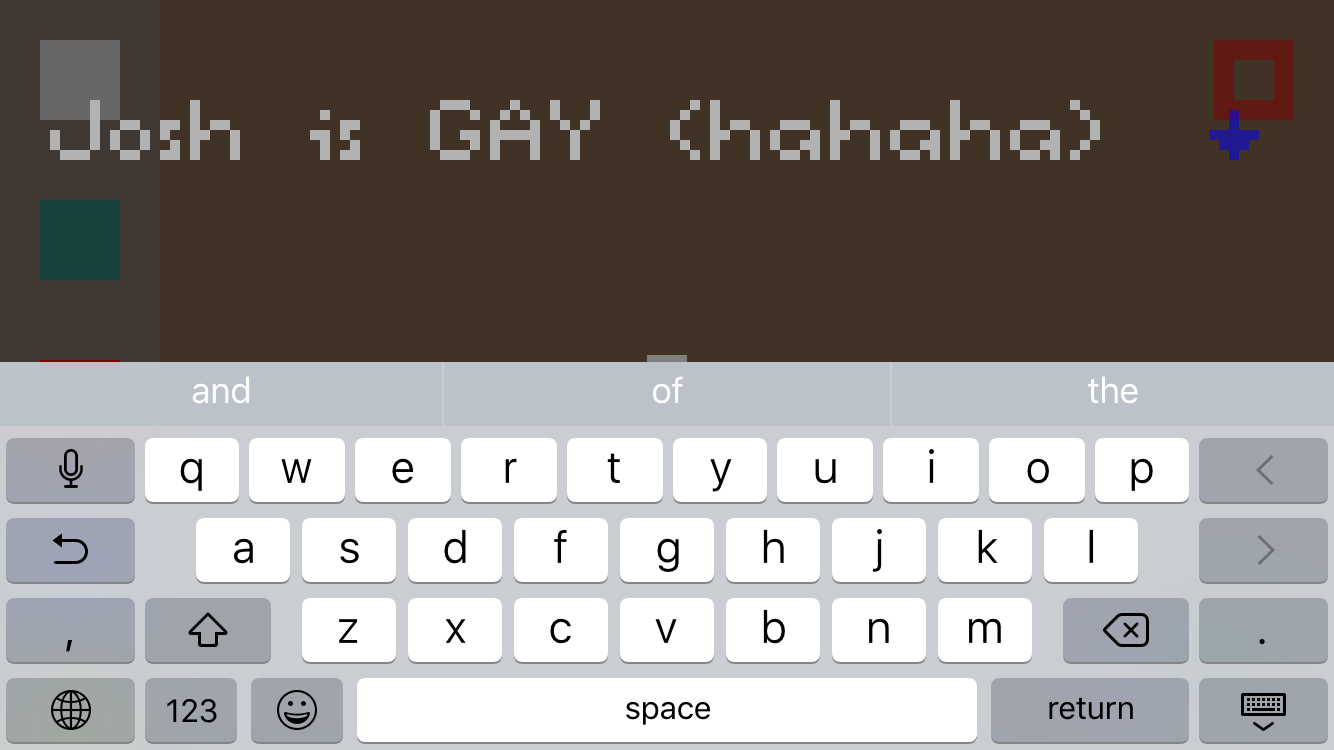 Josh is GAY (hahaha)
and of the
q w e r t y u i o p
a s d f g h j k l
, z x c v b n m .
123 space return